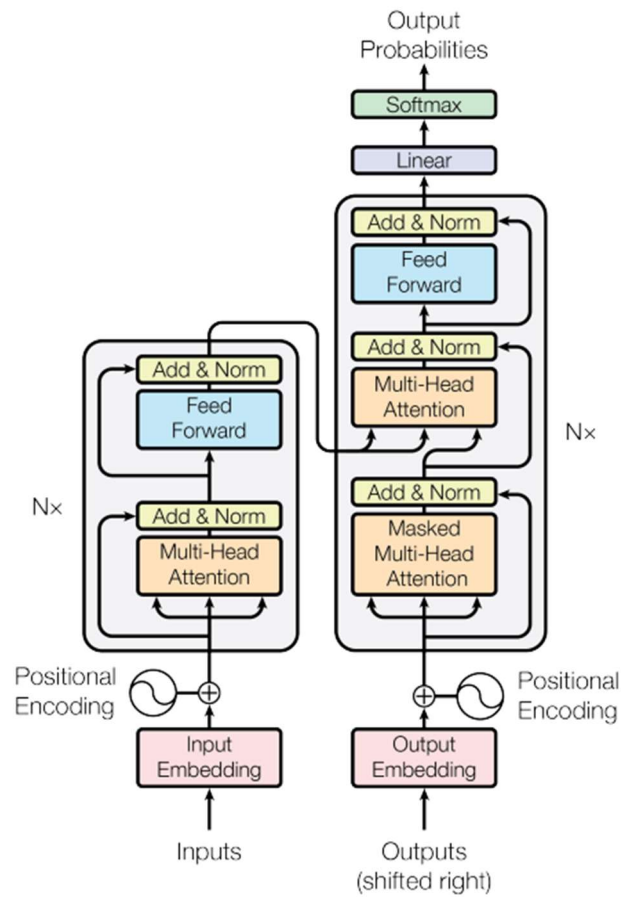 Output
Probabilities
Softmax
Linear
Add & Norm
Feed
Forward
Add & Norm
Multi-Head
Attention
Add & Norm
Masked
Multi-Head
Attention
N×
Add & Norm
Feed
Forward
Add & Norm
Multi-Head
Attention
N×
Positional
Encoding
Positional
Encoding
Input
Embedding
Output
Embedding
Inputs
Outputs
(shifted right)